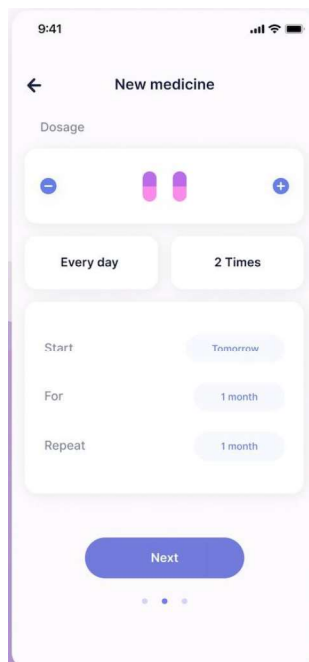 9:41
New medicine
Dosage
Every day
2 Times
Start
Tomorrow
For
1 month
Repeat
1 month
Next